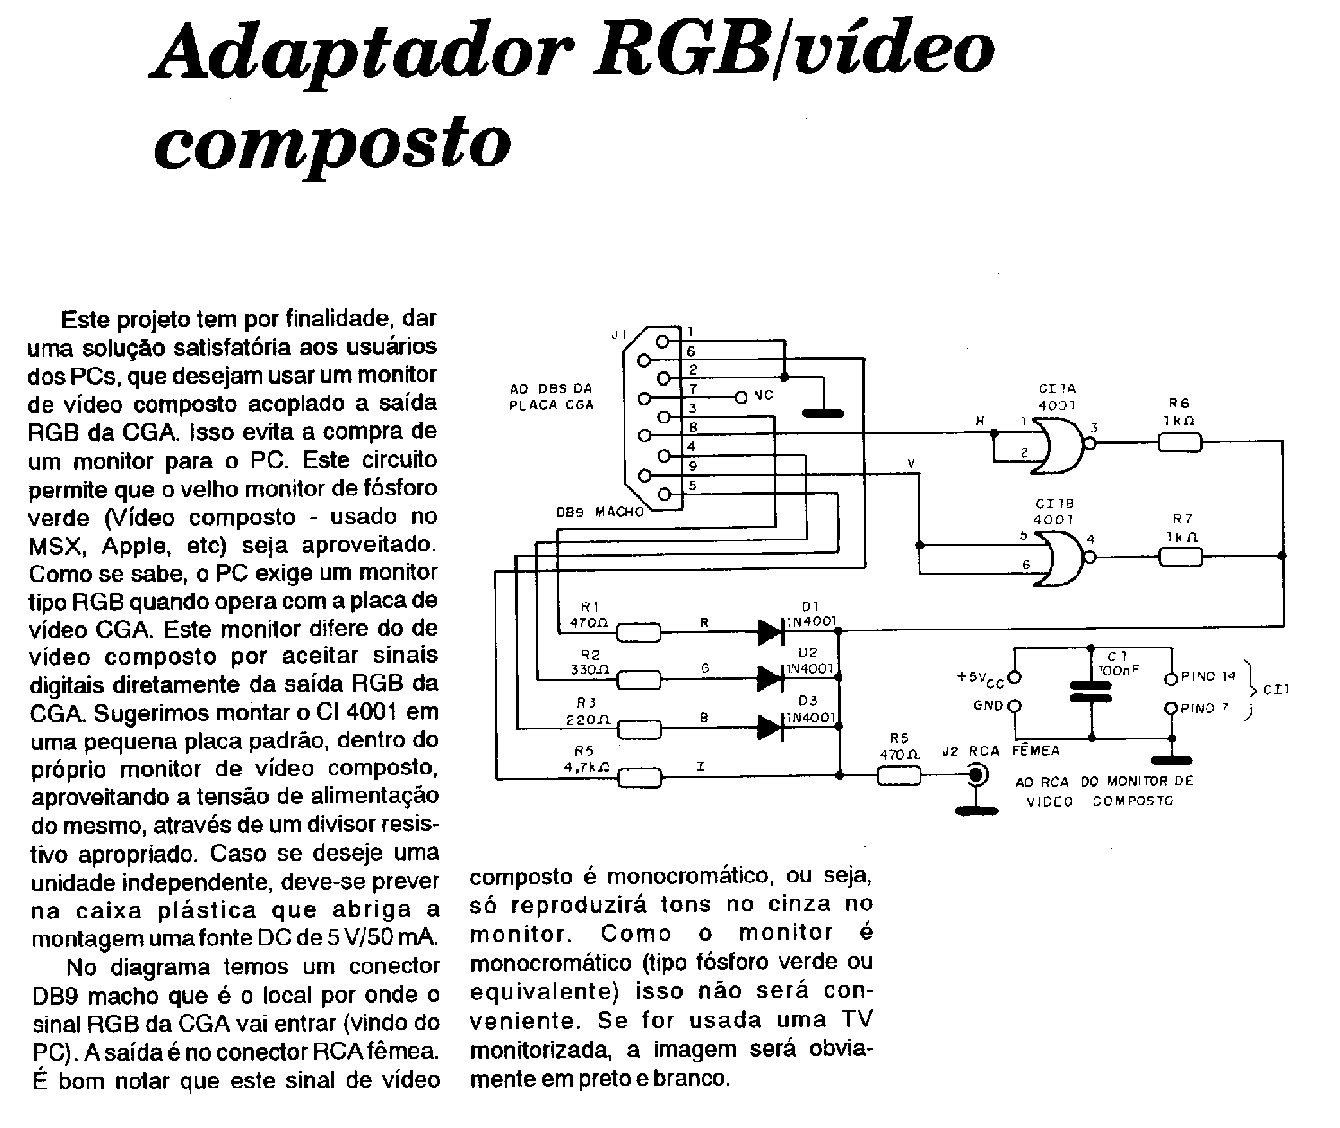 Adaptador RGB/vídeo
composto
Este projeto tem por finalidade, dar
uma solução satisfatória aos usuários
dos PCs, que desejam usar um monitor
de vídeo composto acoplado a saída
RGB da CGA. Isso evita a compra de
um monitor para o PC. Este circuito
permite que o velho monitor de fósforo
verde (Vídeo composto - usado no
MSX, Apple, etc) seja aproveitado.
Como se sabe, o PC exige um monitor
tipo RGB quando opera com a placa de
vídeo CGA. Este monitor difere do de
vídeo composto por aceitar sinais
digitais diretamente da saída RGB da
CGA. Sugerimos montar o CI 4001 em
uma pequena placa padrão, dentro do
próprio monitor de vídeo composto,
aproveitando a tensão de alimentação
do mesmo, através de um divisor resis-
tivo apropriado. Caso se deseje uma
unidade independente, deve-se prever
na caixa plástica que abriga a
montagem uma fonte DC de 5 V/50 mA.
No diagrama temos um conector
DB9 macho que é o local por onde o
sinal RGB da CGA vai entrar (vindo do
PC). A saída é no conector RCA fêmea.
É bom notar que este sinal de vídeo
composto é monocromático, ou seja,
só reproduzirá tons no cinza no
monitor. Como o monitor é
monocromático (tipo fósforo verde ou
equivalente) isso não será con-
veniente. Se for usada uma TV
monitorizada, a imagem será obvia-
mente em preto e branco.
J1
1
6
2
7
3
8
4
9
5
NC
AO DB9 DA
PLACA CGA
DB9 MACHO
H
V
CI1A
4001
1
2
3
R6
1kΩ
CI1B
4001
5
6
4
R7
1kΩ
R1
470Ω
R
D1
1N4001
R2
330Ω
G
D2
1N4001
R3
220Ω
B
D3
1N4001
R5
4,7kΩ
I
R5
470Ω
J2 RCA FÊMEA
AO RCA DO MONITOR DE
VIDEO COMPOSTO
+5VCC
GND
C1
100nF
PINO 14
PINO 7
CI1